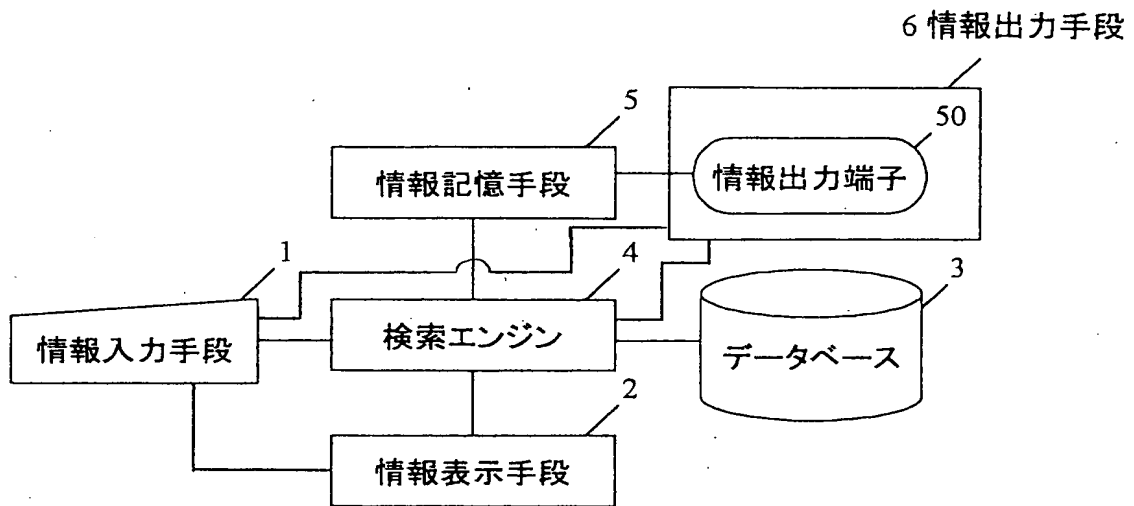 6 情報出力手段
5
50
情報記憶手段
情報出力端子
1
4
3
情報入力手段
検索エンジン
データベース
2
情報表示手段